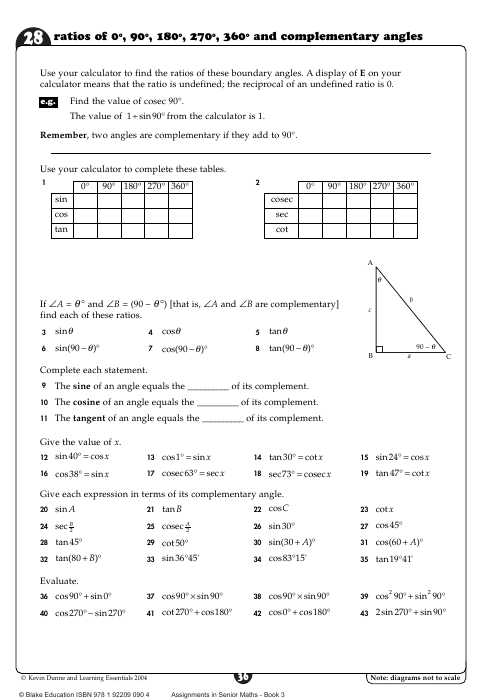 28 ratios of 0°, 90°, 180°, 270°, 360° and complementary angles
Use your calculator to find the ratios of these boundary angles. A display of E on your
calculator means that the ratio is undefined; the reciprocal of an undefined ratio is 0.
e.g. Find the value of cosec 90°.
The value of 1 ÷ sin 90° from the calculator is 1.
Remember, two angles are complementary if they add to 90°.
Use your calculator to complete these tables.
1 0° 90° 180° 270° 360°
sin
cos
tan
2 0° 90° 180° 270° 360°
cosec
sec
cot
A
θ
c
b
90 – θ
B
a
C
If ∠A = θ° and ∠B = (90 – θ)° [that is, ∠A and ∠B are complementary]
find each of these ratios.
3 sinθ 4 cosθ 5 tanθ
6 sin(90 – θ)° 7 cos(90 – θ)° 8 tan(90 – θ)°
Complete each statement.
9 The sine of an angle equals the _________ of its complement.
10 The cosine of an angle equals the _________ of its complement.
11 The tangent of an angle equals the _________ of its complement.
Give the value of x.
12 sin 40° = cos x 13 cos 1° = sin x 14 tan 30° = cot x 15 sin 24° = cos x
16 cos 38° = sin x 17 cosec 63° = sec x 18 sec 73° = cosec x 19 tan 47° = cot x
Give each expression in terms of its complementary angle.
20 sin A 21 tan B 22 cos C 23 cot x
24 sec B/2 25 cosec A/2 26 sin 30° 27 cos 45°
28 tan 45° 29 cot 50° 30 sin(30 + A)° 31 cos(60 + A)°
32 tan(80 + B)° 33 sin 36°45' 34 cos 83°15' 35 tan 19°41'
Evaluate.
36 cos 90° + sin 0° 37 cos 90° × sin 90° 38 cos 90° × sin 90° 39 cos² 90° + sin² 90°
40 cos 270° – sin 270° 41 cot 270° + cos 180° 42 cos 0° + cos 180° 43 2 sin 270° + sin 90°
© Kevin Dunne and Learning Essentials 2004 36 Note: diagrams not to scale
© Blake Education ISBN 978 1 92209 090 4 Assignments in Senior Maths - Book 3